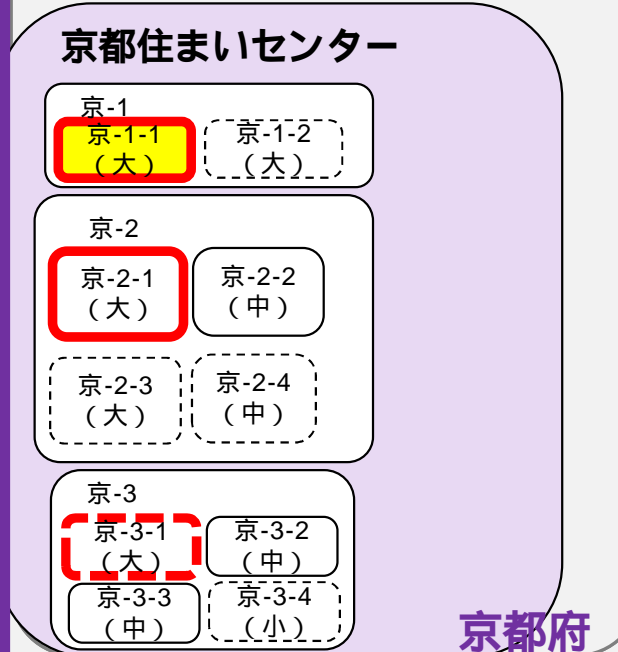 京都住まいセンター
京-1
京-1-1
（大）
京-1-2
（大）
京-2
京-2-1
（大）
京-2-2
（中）
京-2-3
（大）
京-2-4
（中）
京-3
京-3-1
（大）
京-3-2
（中）
京-3-3
（中）
京-3-4
（小）
京都府